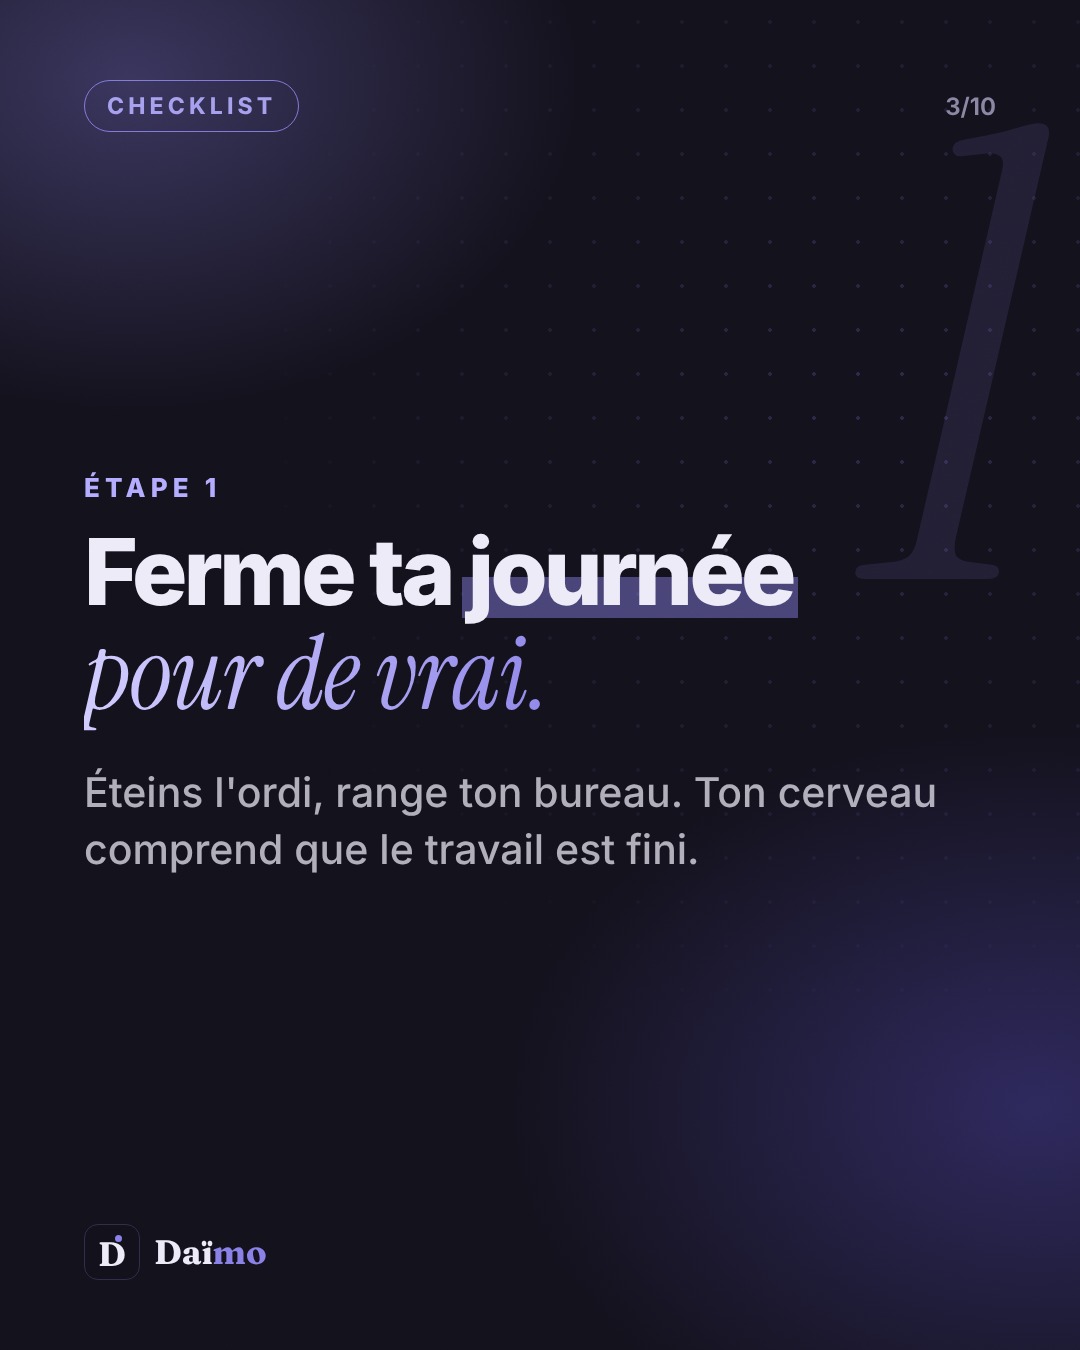 CHECKLIST
3/10
1
ÉTAPE 1
Ferme ta journée
pour de vrai.
Éteins l'ordi, range ton bureau. Ton cerveau
comprend que le travail est fini.
D Daïmo